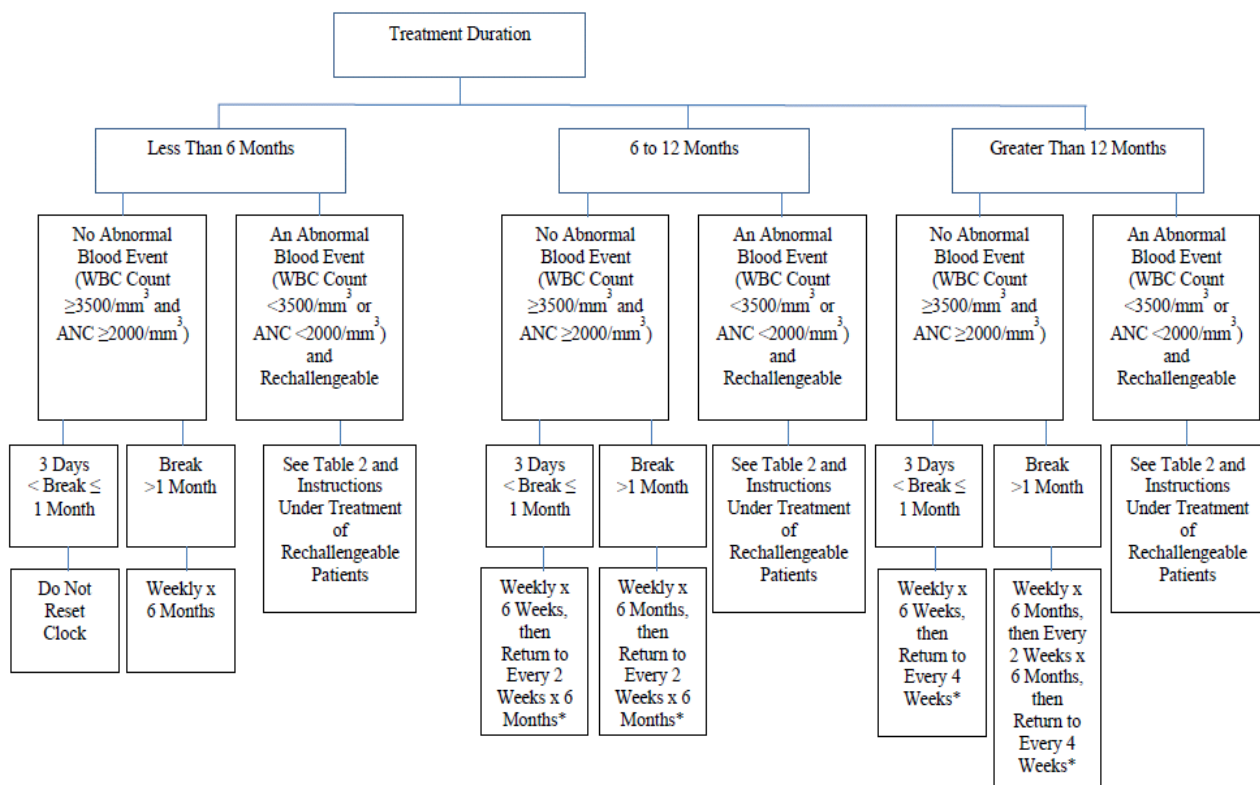 Treatment Duration
Less Than 6 Months
6 to 12 Months
Greater Than 12 Months
No Abnormal
Blood Event
(WBC Count
≥3500/mm³ and
ANC ≥2000/mm³)
An Abnormal
Blood Event
(WBC Count
<3500/mm³ or
ANC <2000/mm³)
and
Rechallengeable
No Abnormal
Blood Event
(WBC Count
≥3500/mm³ and
ANC ≥2000/mm³)
An Abnormal
Blood Event
(WBC Count
<3500/mm³ or
ANC <2000/mm³)
and
Rechallengeable
No Abnormal
Blood Event
(WBC Count
≥3500/mm³ and
ANC ≥2000/mm³)
An Abnormal
Blood Event
(WBC Count
<3500/mm³ or
ANC <2000/mm³)
and
Rechallengeable
3 Days
< Break ≤
1 Month
Break
>1 Month
See Table 2 and
Instructions
Under Treatment
of
Rechallengeable
Patients
3 Days
< Break ≤
1 Month
Break
>1 Month
See Table 2 and
Instructions
Under Treatment
of
Rechallengeable
Patients
3 Days
< Break ≤
1 Month
Break
>1 Month
See Table 2 and
Instructions
Under Treatment
of
Rechallengeable
Patients
Do Not
Reset
Clock
Weekly x
6 Months
Weekly x
6 Weeks,
then
Return to
Every 2
Weeks x 6
Months*
Weekly x
6 Months,
then
Return to
Every 2
Weeks x 6
Months*
Weekly x
6 Weeks,
then
Return to
Every 4
Weeks*
Weekly x
6 Months,
then Every
2 Weeks x
6 Months,
then
Return to
Every 4
Weeks*